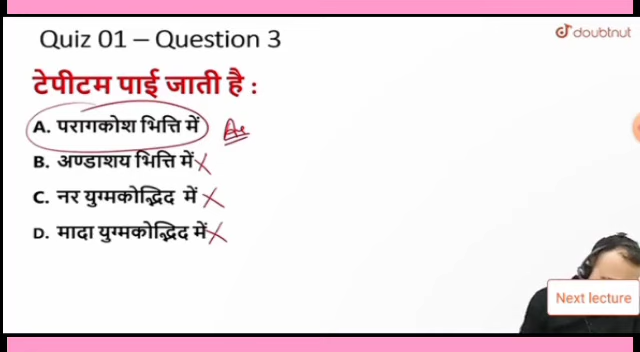 Quiz 01 – Question 3
doubtnut
टेपीटम पाई जाती है :
A. परागकोश भित्ति में
B. अण्डाशय भित्ति में
C. नर युग्मकोद्भिद में
D. मादा युग्मकोद्भिद में
Next lecture